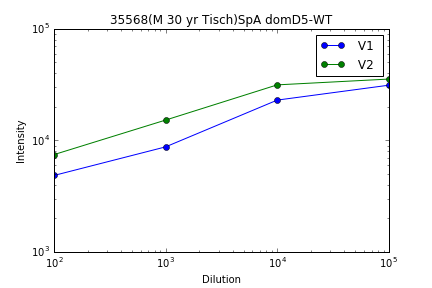 35568(M 30 yr Tisch)SpA domD5-WT
V1
V2
Intensity
10^5
10^4
10^3
10^2 10^3 10^4 10^5
Dilution